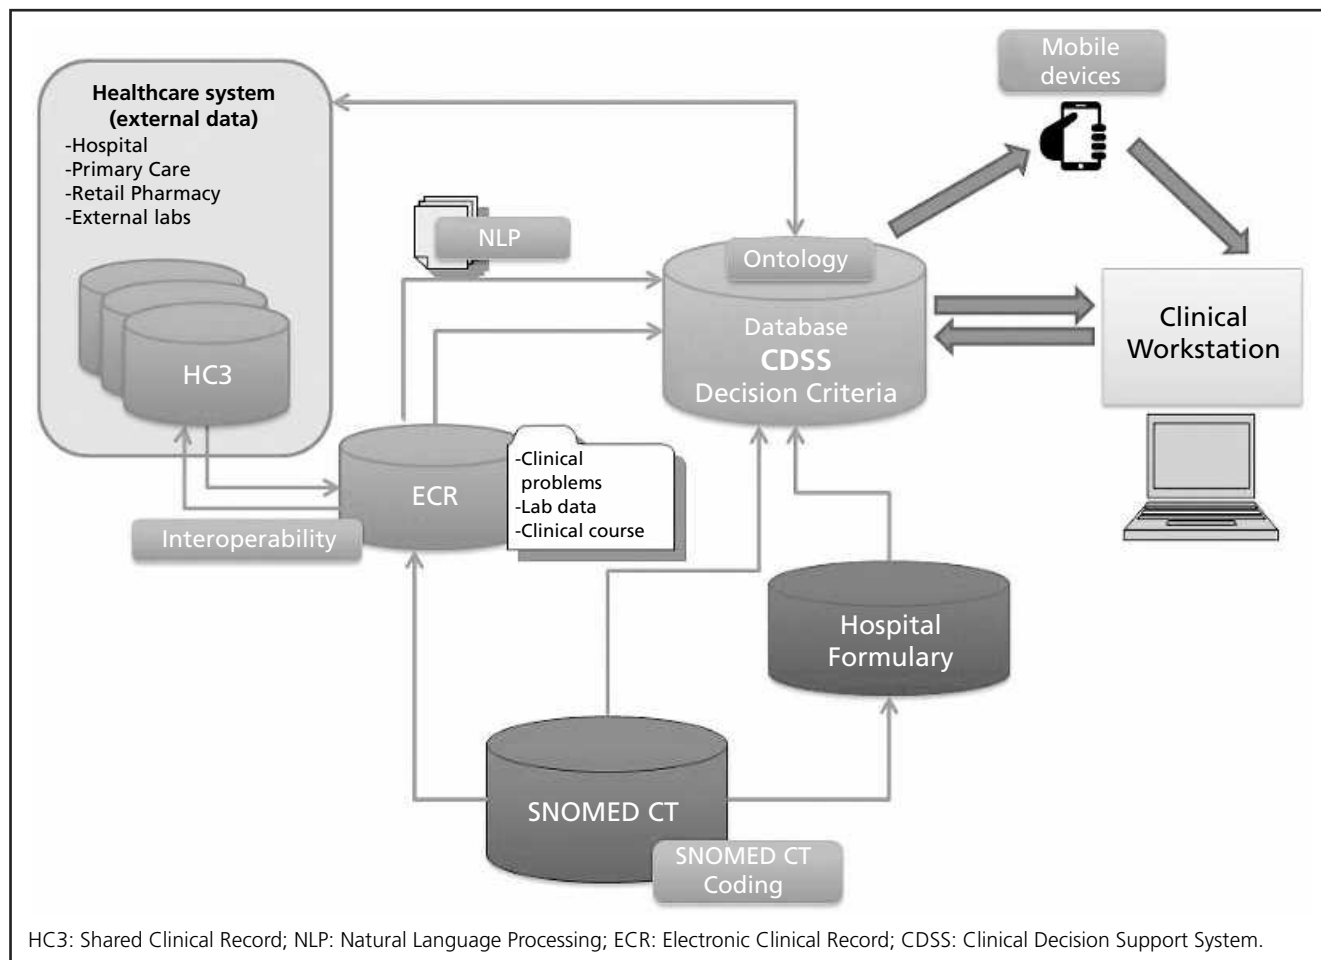 Mobile
devices
Healthcare system
(external data)
-Hospital
-Primary Care
-Retail Pharmacy
-External labs
NLP
Ontology
HC3
Database
CDSS
Decision Criteria
Clinical
Workstation
ECR
-Clinical
problems
-Lab data
-Clinical course
Interoperability
Hospital
Formulary
SNOMED CT
SNOMED CT
Coding
HC3: Shared Clinical Record; NLP: Natural Language Processing; ECR: Electronic Clinical Record; CDSS: Clinical Decision Support System.